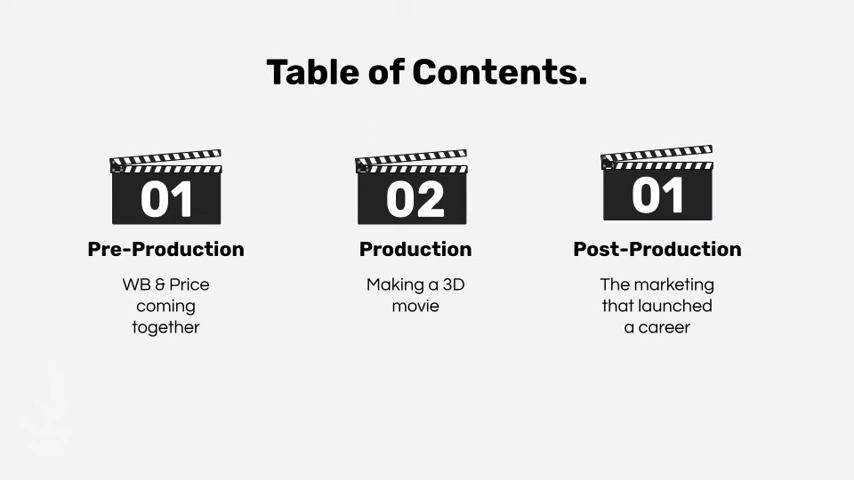 Table of Contents.
01
02
01
Pre-Production
Production
Post-Production
WB & Price
coming
together
Making a 3D
movie
The marketing
that launched
a career